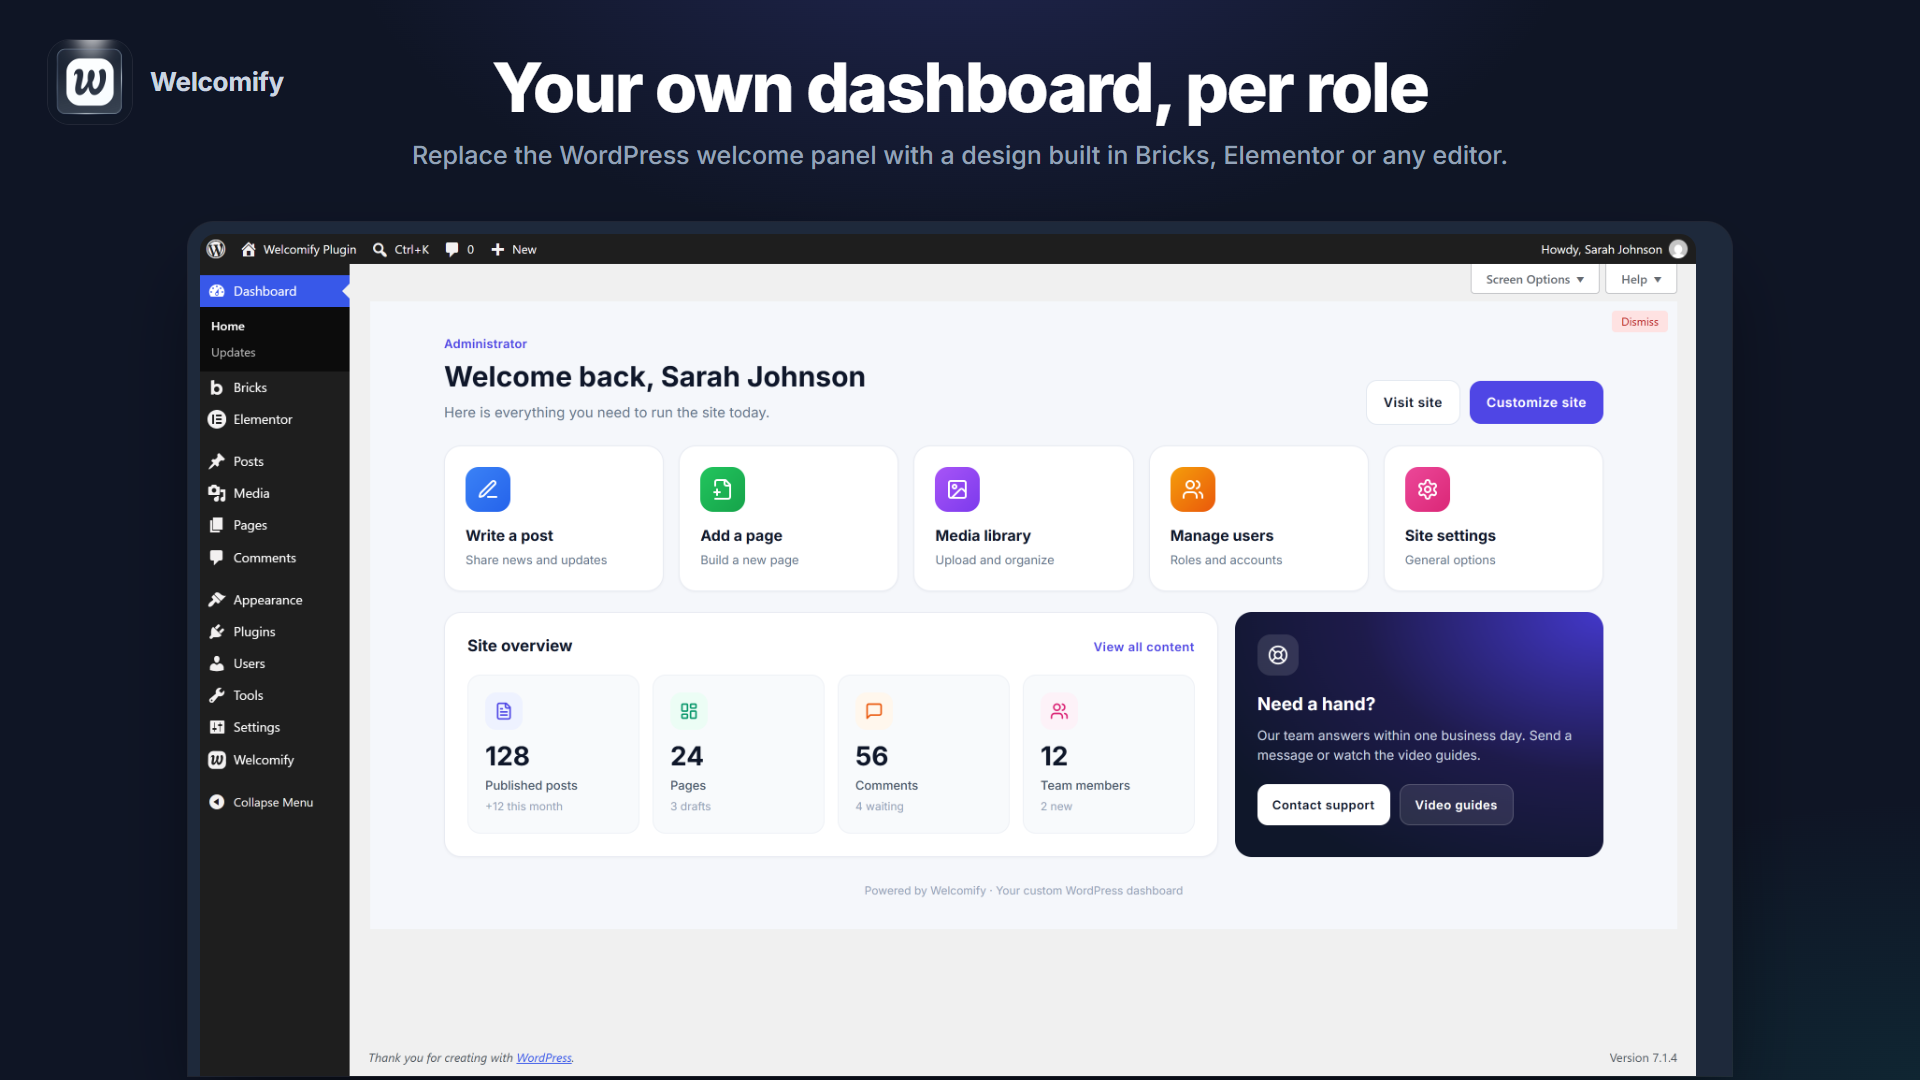 Welcomify
Your own dashboard, per role
Replace the WordPress welcome panel with a design built in Bricks, Elementor or any editor.
Welcomify Plugin
Ctrl+K
0
New
Howdy, Sarah Johnson
Screen Options
Help
Dashboard
Home
Updates
Bricks
Elementor
Posts
Media
Pages
Comments
Appearance
Plugins
Users
Tools
Settings
Welcomify
Collapse Menu
Dismiss
Administrator
Welcome back, Sarah Johnson
Here is everything you need to run the site today.
Visit site
Customize site
Write a post
Share news and updates
Add a page
Build a new page
Media library
Upload and organize
Manage users
Roles and accounts
Site settings
General options
Site overview
View all content
128
Published posts
+12 this month
24
Pages
3 drafts
56
Comments
4 waiting
12
Team members
2 new
Need a hand?
Our team answers within one business day. Send a
message or watch the video guides.
Contact support
Video guides
Powered by Welcomify · Your custom WordPress dashboard
Thank you for creating with WordPress.
Version 7.1.4